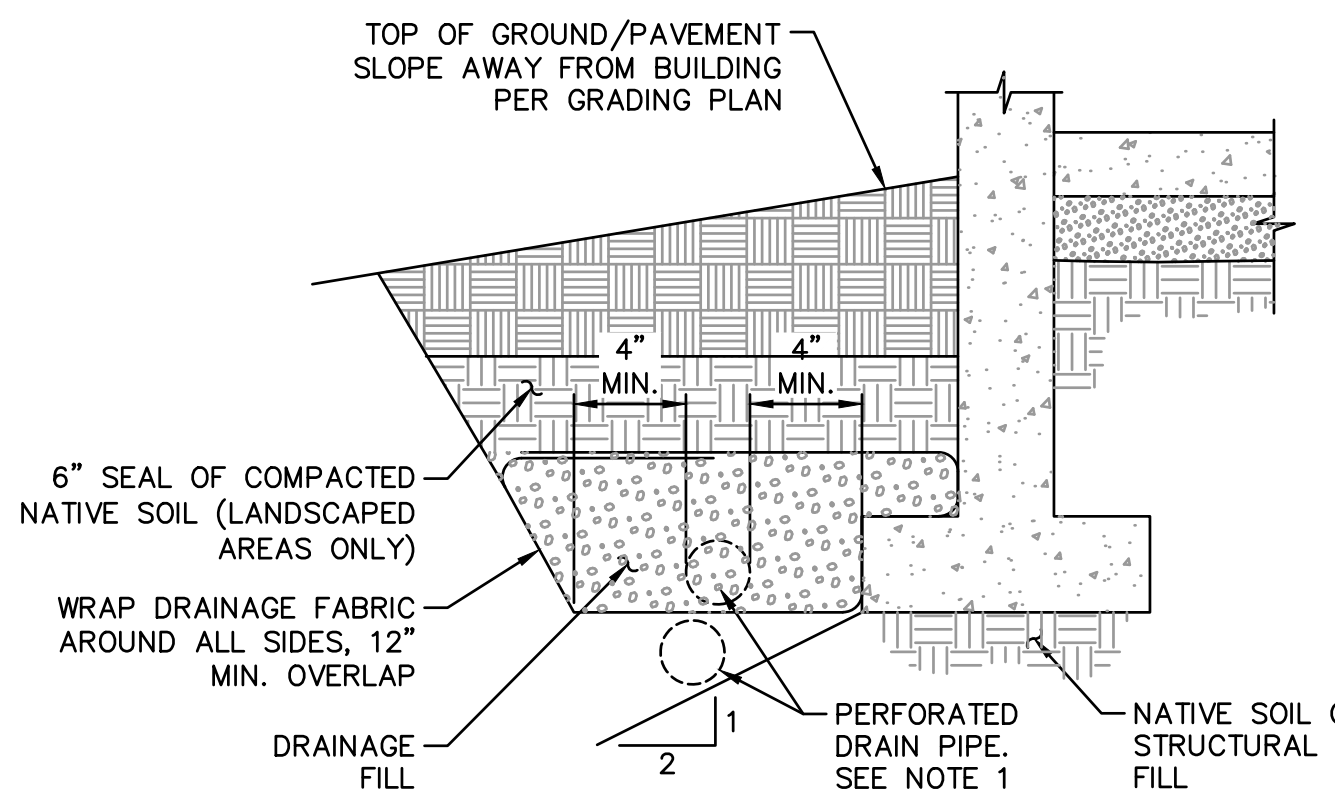 TOP OF GROUND/PAVEMENT
SLOPE AWAY FROM BUILDING
PER GRADING PLAN
4”
MIN.
4”
MIN.
6” SEAL OF COMPACTED
NATIVE SOIL (LANDSCAPED
AREAS ONLY)
WRAP DRAINAGE FABRIC
AROUND ALL SIDES, 12”
MIN. OVERLAP
DRAINAGE
FILL
1
2
PERFORATED
DRAIN PIPE.
SEE NOTE 1
NATIVE SOIL
STRUCTURAL
FILL